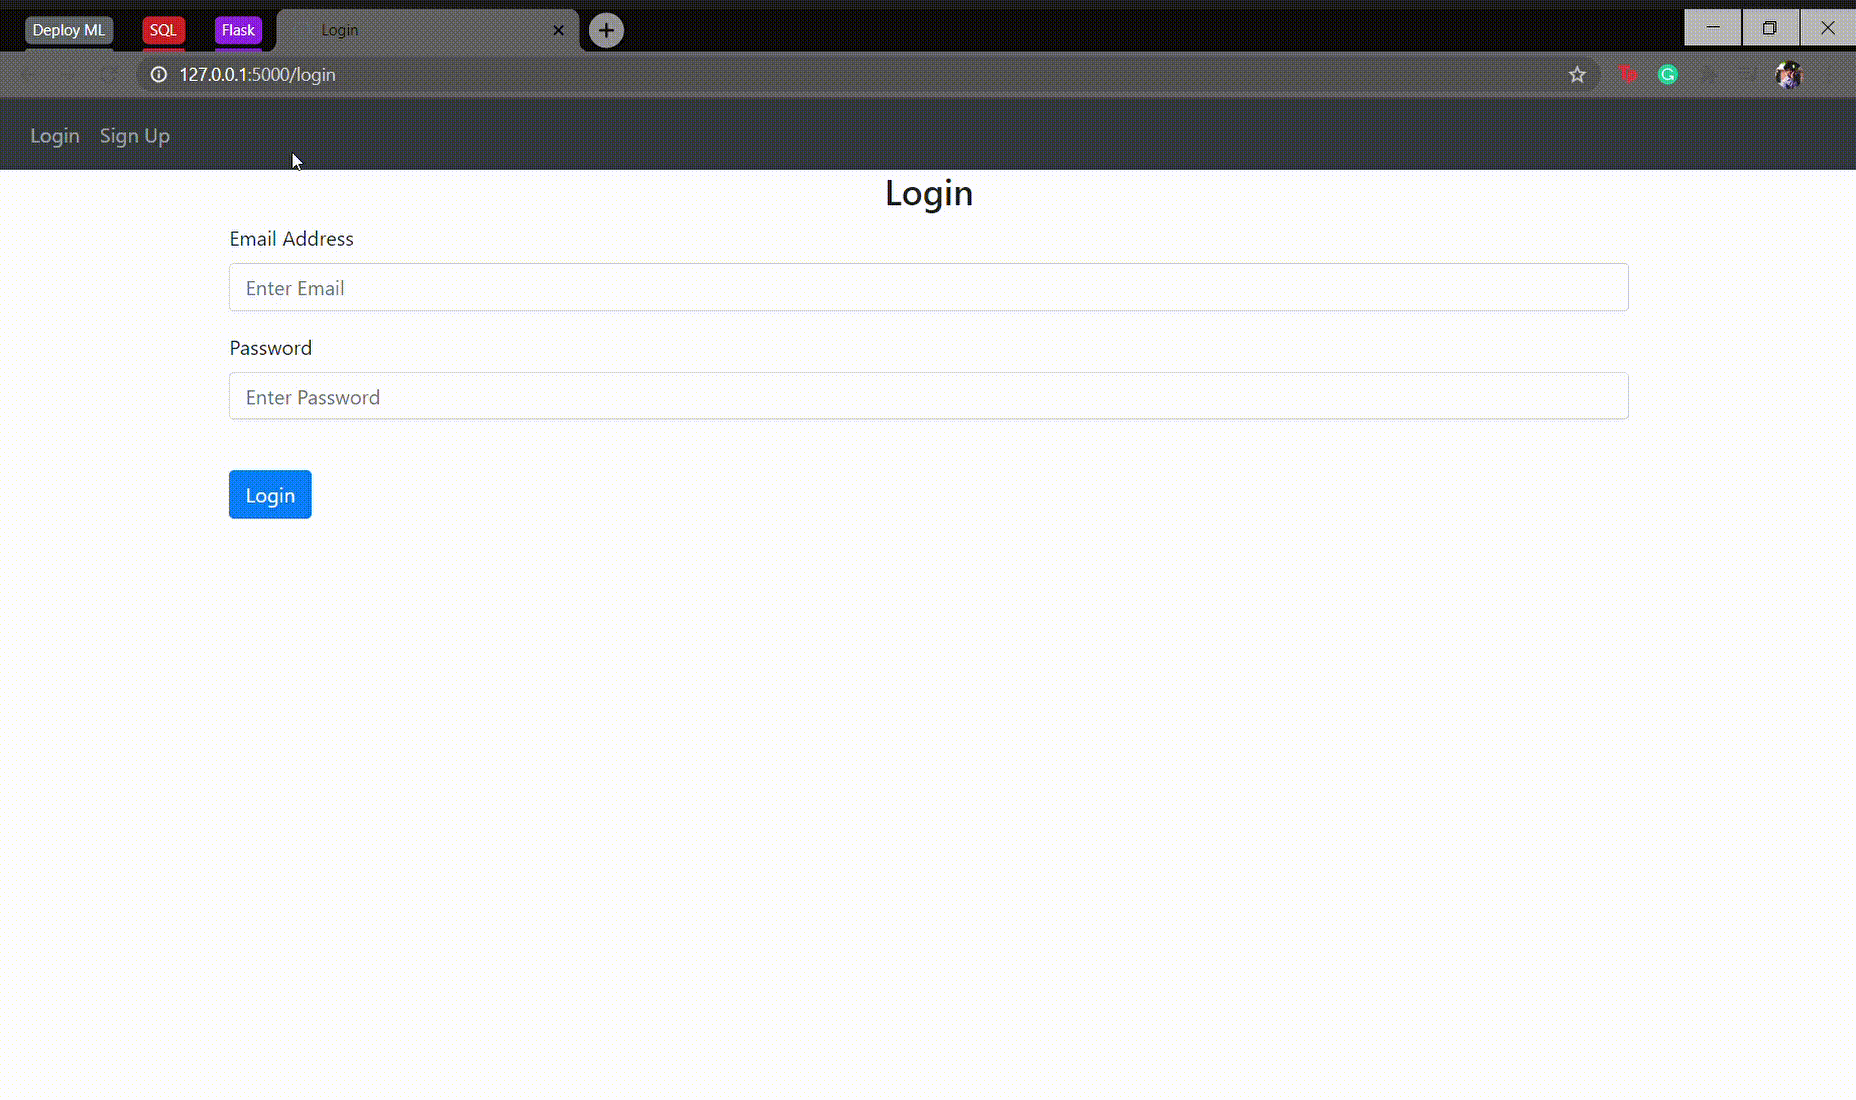 Deploy ML SQL Flask Login
127.0.0.1:5000/login
Login Sign Up
Login
Email Address
Enter Email
Password
Enter Password
Login